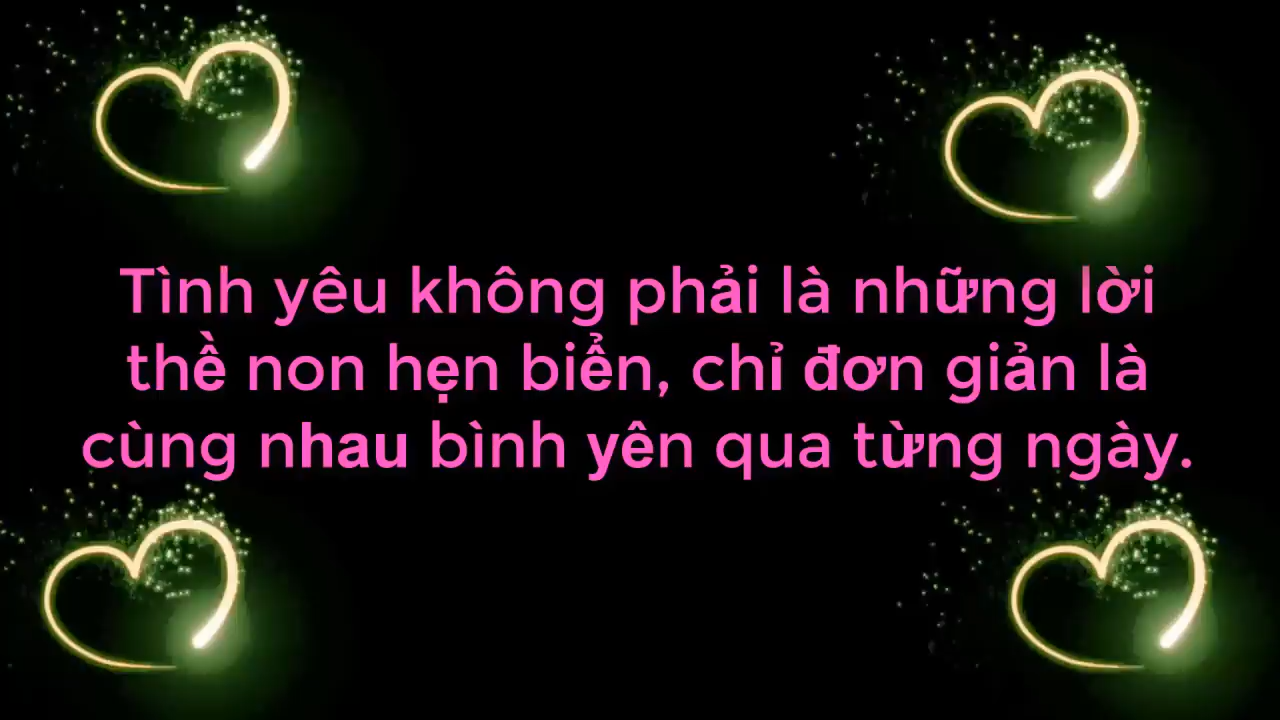 Tình yêu không phải là những lời
thề non hẹn biển, chỉ đơn giản là
cùng nhau bình yên qua từng ngày.